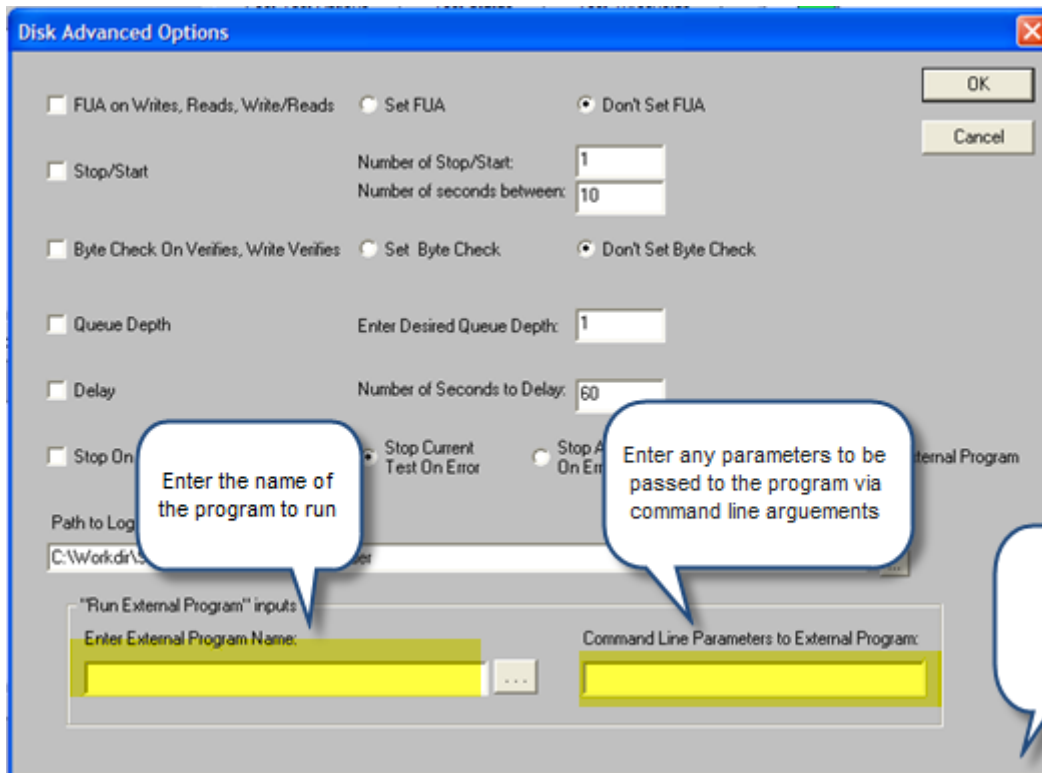 Disk Advanced Options
OK
Cancel
FUA on Writes, Reads, Write/Reads Set FUA Don't Set FUA
Stop/Start Number of Stop/Start: 1
Number of seconds between: 10
Byte Check On Verifies, Write Verifies Set Byte Check Don't Set Byte Check
Queue Depth Enter Desired Queue Depth: 1
Delay Number of Seconds to Delay: 60
Stop On
Stop Current
Test On Error
Stop
On
Program
Enter the name of
the program to run
Enter any parameters to be
passed to the program via
command line arguements
Path to Log
C:\Workdir\
...
"Run External Program" inputs
Enter External Program Name:
...
Command Line Parameters to External Program: